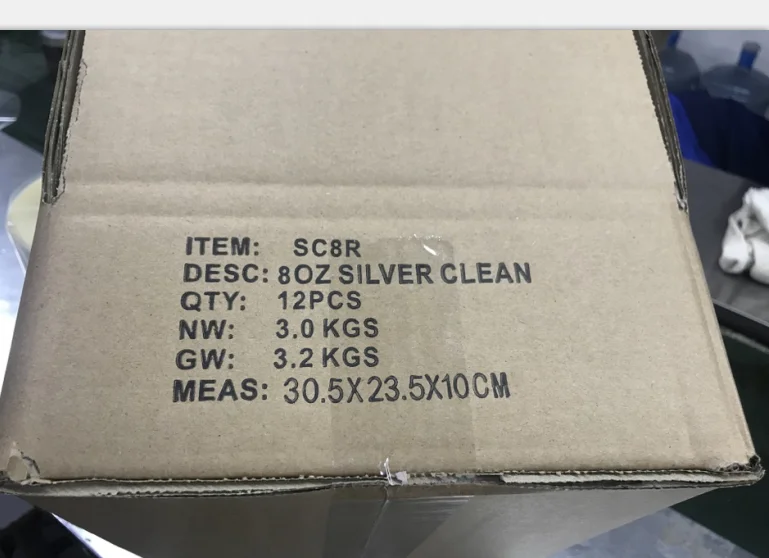 ITEM: SC8R
DESC: 8OZ SILVER CLEAN
QTY: 12PCS
NW: 3.0 KGS
GW: 3.2 KGS
MEAS: 30.5X23.5X10CM